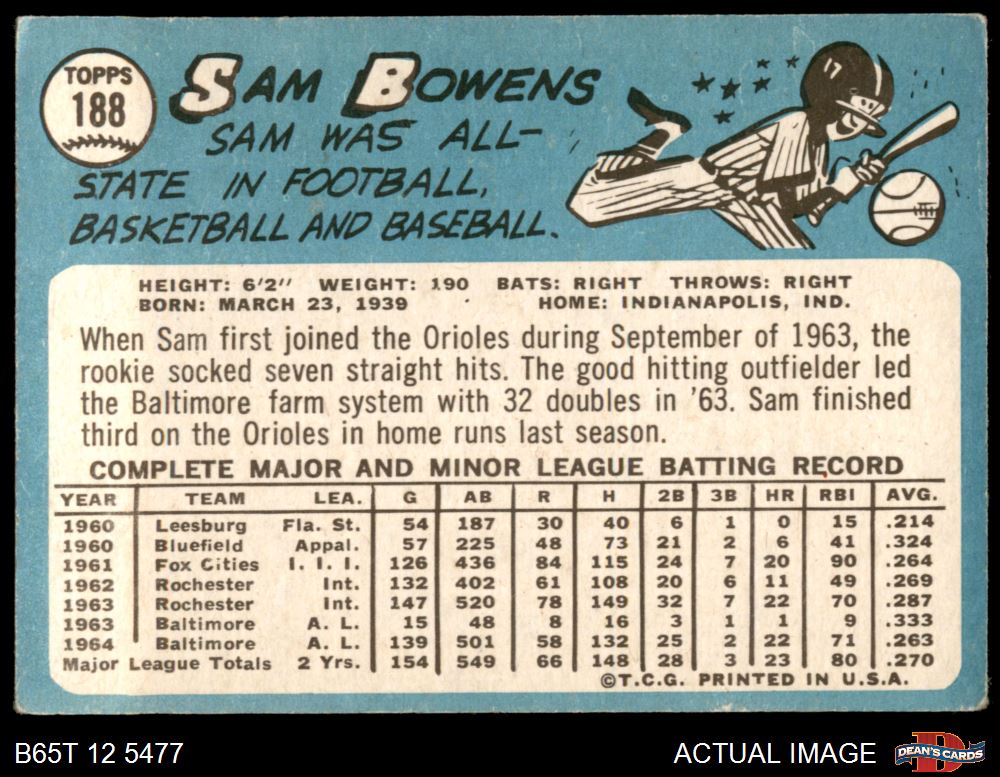 TOPPS
188
SAM BOWENS
SAM WAS ALL-
STATE IN FOOTBALL,
BASKETBALL AND BASEBALL.
17
HEIGHT: 6'2" WEIGHT: 190 BATS: RIGHT THROWS: RIGHT
BORN: MARCH 23, 1939 HOME: INDIANAPOLIS, IND.
When Sam first joined the Orioles during September of 1963, the
rookie socked seven straight hits. The good hitting outfielder led
the Baltimore farm system with 32 doubles in '63. Sam finished
third on the Orioles in home runs last season.
COMPLETE MAJOR AND MINOR LEAGUE BATTING RECORD
YEAR TEAM LEA. G AB R H 2B 3B HR RBI AVG.
1960 Leesburg Fla. St. 54 187 30 40 6 1 0 15 .214
1960 Bluefield Appal. 57 225 48 73 21 2 6 41 .324
1961 Fox Cities I. I. I. 126 436 84 115 24 7 20 90 .264
1962 Rochester Int. 132 402 61 108 20 6 11 49 .269
1963 Rochester Int. 147 520 78 149 32 7 22 70 .287
1963 Baltimore A. L. 15 48 8 16 3 1 1 9 .333
1964 Baltimore A. L. 139 501 58 132 25 2 22 71 .263
Major League Totals 2 Yrs. 154 549 66 148 28 3 23 80 .270
©T.C.G. PRINTED IN U.S.A.
B65T 12 5477
ACTUAL IMAGE
D
DEAN'S CARDS